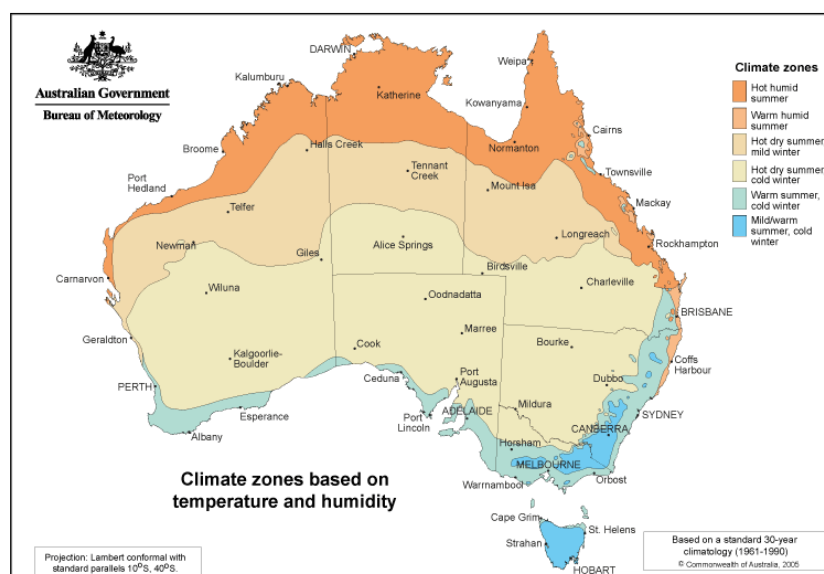 Australian Government
Bureau of Meteorology
Climate zones
Hot humid
summer
Warm humid
summer
Hot dry summer
mild winter
Hot dry summer,
cold winter
Warm summer,
cold winter
Mild/warm
summer, cold
winter
DARWIN
Weipa
Kalumburu
Katherine
Kowanyama
Cairns
Broome
Halls Creek
Normanton
Tennant
Creek
Townsville
Port
Hedland
Mount Isa
Mackay
Telfer
Longreach
Rockhampton
Newman
Giles
Alice Springs
Birdsville
Carnarvon
Wiluna
Charleville
Oodnadatta
BRISBANE
Geraldton
Cook
Marree
Bourke
Kalgoorlie-
Boulder
Coffs
Harbour
PERTH
Ceduna
Port
Augusta
Dubbo
Esperance
Port
Lincoln
ADELAIDE
Mildura
SYDNEY
Albany
CANBERRA
Horsham
MELBOURNE
Warrnambool
Orbost
Climate zones based on
temperature and humidity
Cape Grim
St. Helens
Strahan
HOBART
Based on a standard 30-year
climatology (1961-1990)
© Commonwealth of Australia, 2005
Projection: Lambert conformal with
standard parallels 10°S, 40°S.